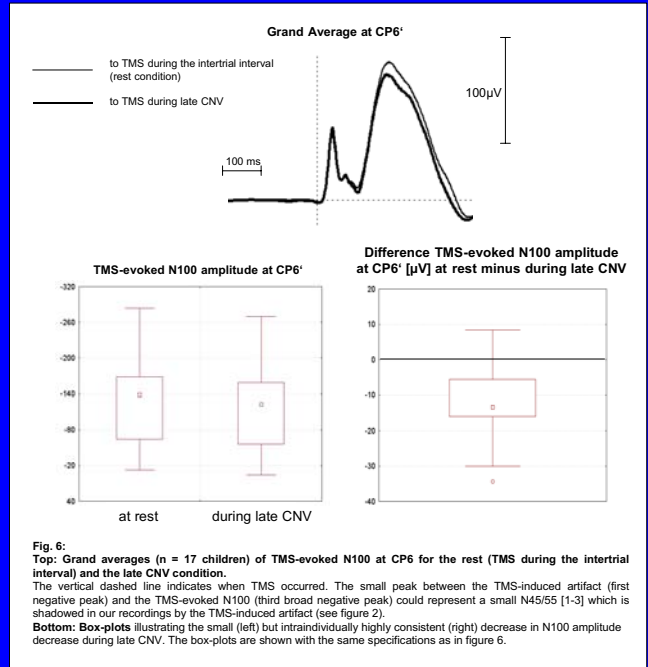 Grand Average at CP6‘
to TMS during the intertrial interval
(rest condition)
to TMS during late CNV
100µV
100 ms
TMS-evoked N100 amplitude at CP6‘
-320
-260
-200
-140
-80
-20
40
at rest
during late CNV
Difference TMS-evoked N100 amplitude
at CP6‘ [µV] at rest minus during late CNV
20
10
0
-10
-20
-30
-40
Fig. 6:
Top: Grand averages (n = 17 children) of TMS-evoked N100 at CP6 for the rest (TMS during the intertrial
interval) and the late CNV condition.
The vertical dashed line indicates when TMS occurred. The small peak between the TMS-induced artifact (first
negative peak) and the TMS-evoked N100 (third broad negative peak) could represent a small N45/55 [1-3] which is
shadowed in our recordings by the TMS-induced artifact (see figure 2).
Bottom: Box-plots illustrating the small (left) but intraindividually highly consistent (right) decrease in N100 amplitude
decrease during late CNV. The box-plots are shown with the same specifications as in figure 6.